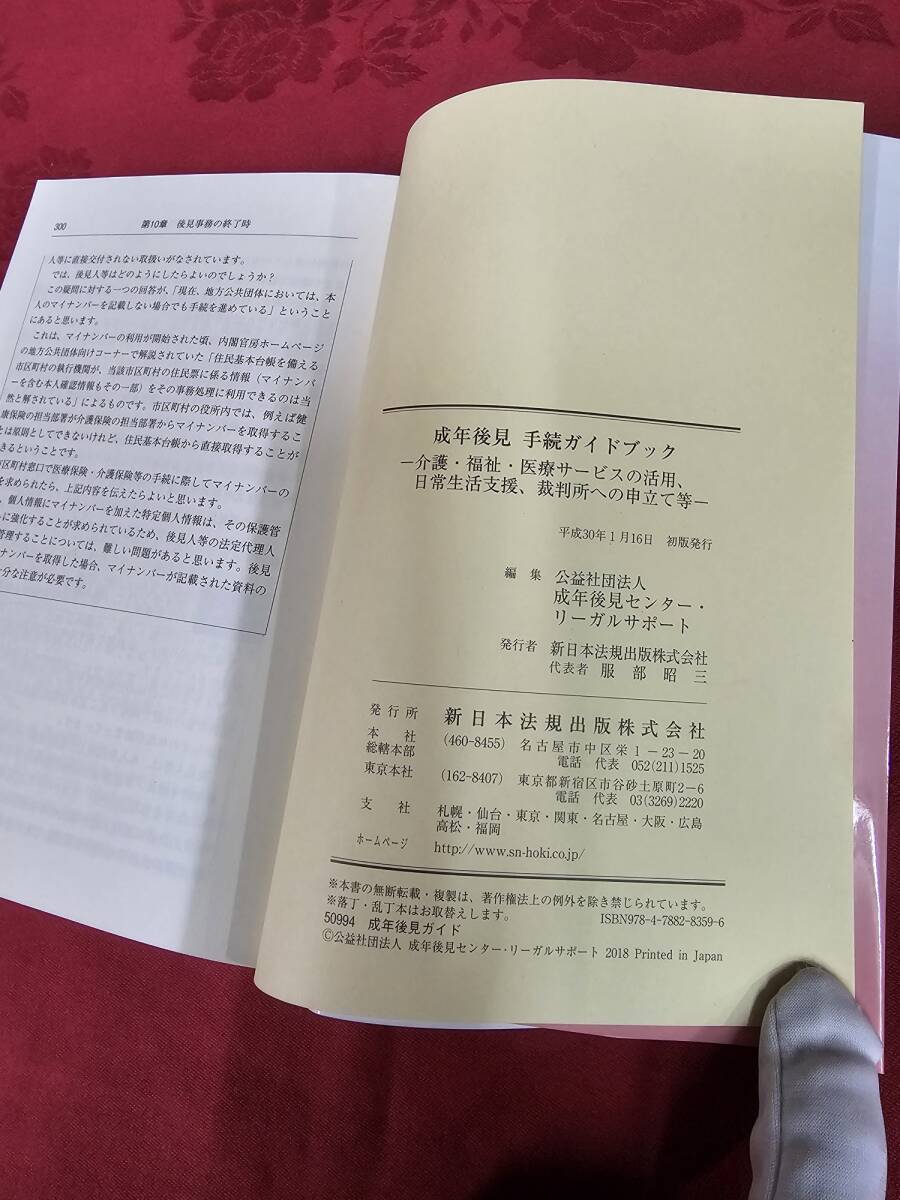 300　第10章　後見事務の終了時
人等に直接交付されない取扱いがなされています。
では、後見人等はどのようにしたらよいのでしょうか？
この疑問に対する一つの回答が、「現在、地方公共団体においては、本
人のマイナンバーを記載しない場合でも手続を進めている」ということ
にあると思います。
これは、マイナンバーの利用が開始された頃、内閣官房ホームページ
の地方公共団体向けコーナーで解説されていた「住民基本台帳を備える
市区町村の執行機関が、当該市区町村の住民票に係る情報（マイナンバ
ーを含む本人確認情報もその一部）をその事務処理に利用できるのは当
然と解されている」によるものです。市区町村の役所内では、例えば健
康保険の担当部署が介護保険の担当部署からマイナンバーを取得するこ
とは原則としてできないけれど、住民基本台帳から直接取得することが
きるということです。
区町村窓口で医療保険・介護保険等の手続に際してマイナンバーの
を求められたら、上記内容を伝えたらよいと思います。
、個人情報にマイナンバーを加えた特定個人情報は、その保護管
に強化することが求められているため、後見人等の法定代理人
管理することについては、難しい問題があると思います。後見
ナンバーを取得した場合、マイナンバーが記載された資料の
分な注意が必要です。
成年後見 手続ガイドブック
－介護・福祉・医療サービスの活用、
日常生活支援、裁判所への申立て等－
平成30年1月16日　初版発行
編集　公益社団法人
成年後見センター・
リーガルサポート
発行者　新日本法規出版株式会社
代表者　服部昭三
発行所　新日本法規出版株式会社
本社
総轄本部　(460-8455)　名古屋市中区栄1－23－20
電話　代表　052(211)1525
東京本社　(162-8407)　東京都新宿区市谷砂土原町2－6
電話　代表　03(3269)2220
支社　札幌・仙台・東京・関東・名古屋・大阪・広島
高松・福岡
ホームページ　http://www.sn-hoki.co.jp/
※本書の無断転載・複製は、著作権法上の例外を除き禁じられています。
※落丁・乱丁本はお取替えします。　ISBN978-4-7882-8359-6
50994　成年後見ガイド
©公益社団法人 成年後見センター・リーガルサポート 2018 Printed in Japan